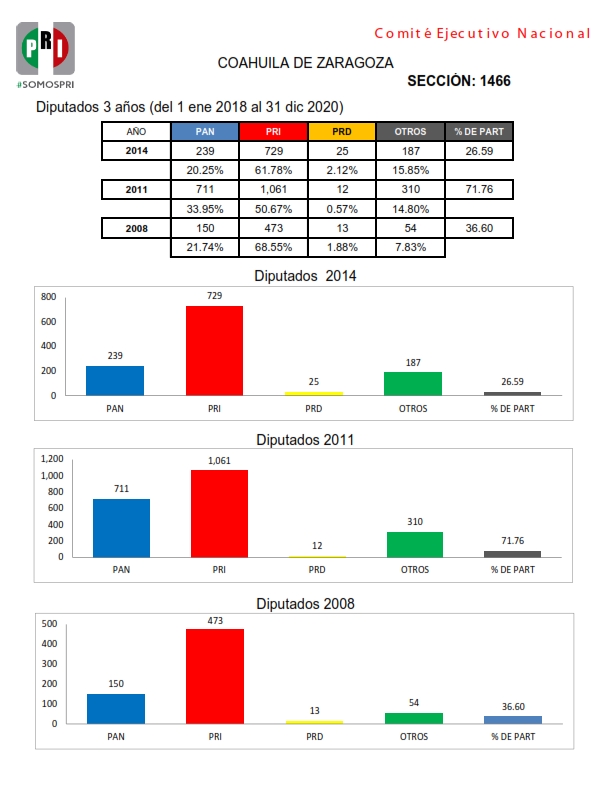 Comité Ejecutivo Nacional
PRI
#SOMOSPRI
COAHUILA DE ZARAGOZA
SECCIÓN: 1466
Diputados 3 años (del 1 ene 2018 al 31 dic 2020)
AÑO PAN PRI PRD OTROS % DE PART
2014 239 729 25 187 26.59
20.25% 61.78% 2.12% 15.85%
2011 711 1,061 12 310 71.76
33.95% 50.67% 0.57% 14.80%
2008 150 473 13 54 36.60
21.74% 68.55% 1.88% 7.83%
Diputados 2014
800
600
400
200
0
239 729 25 187 26.59
PAN PRI PRD OTROS % DE PART
Diputados 2011
1,200
1,000
800
600
400
200
0
711 1,061 12 310 71.76
PAN PRI PRD OTROS % DE PART
Diputados 2008
500
400
300
200
100
0
150 473 13 54 36.60
PAN PRI PRD OTROS % DE PART